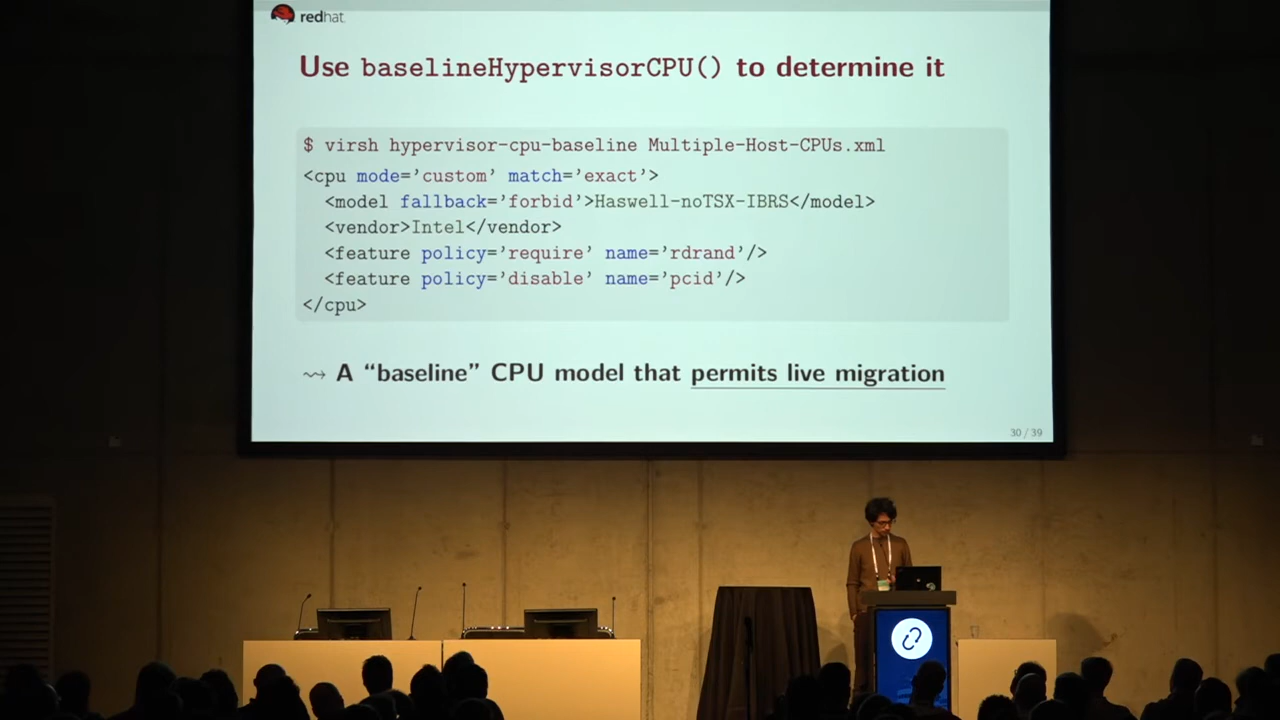 redhat.
Use baselineHypervisorCPU() to determine it
$ virsh hypervisor-cpu-baseline Multiple-Host-CPUs.xml
<cpu mode='custom' match='exact'>
<model fallback='forbid'>Haswell-noTSX-IBRS</model>
<vendor>Intel</vendor>
<feature policy='require' name='rdrand'/>
<feature policy='disable' name='pcid'/>
</cpu>
⇝ A “baseline” CPU model that permits live migration
30 / 39